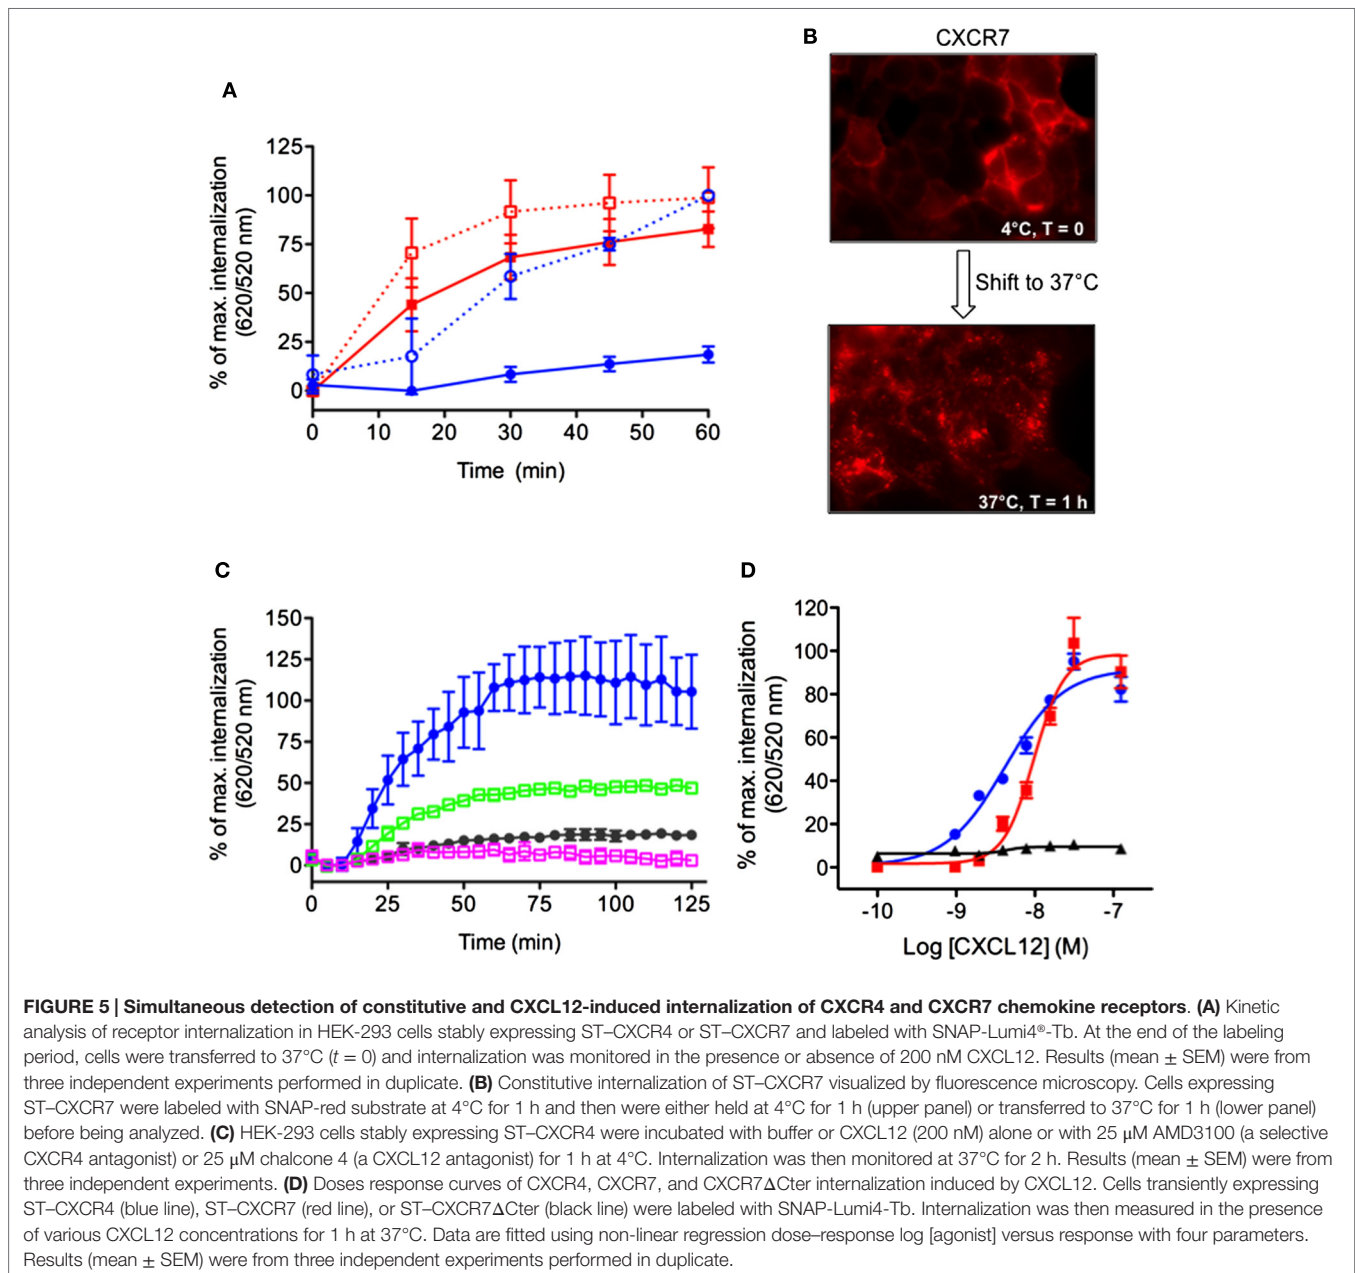 A
125
100
75
50
25
0
% of max. internalization
(620/520 nm)
0 10 20 30 40 50 60
Time (min)
B
CXCR7
4°C, T = 0
Shift to 37°C
37°C, T = 1 h
C
150
125
100
75
50
25
0
% of max. internalization
(620/520 nm)
0 25 50 75 100 125
Time (min)
D
120
100
80
60
40
20
0
% of max. internalization
(620/520 nm)
-10 -9 -8 -7
Log [CXCL12] (M)
FIGURE 5 | Simultaneous detection of constitutive and CXCL12-induced internalization of CXCR4 and CXCR7 chemokine receptors. (A) Kinetic
analysis of receptor internalization in HEK-293 cells stably expressing ST–CXCR4 or ST–CXCR7 and labeled with SNAP-Lumi4®-Tb. At the end of the labeling
period, cells were transferred to 37°C (t = 0) and internalization was monitored in the presence or absence of 200 nM CXCL12. Results (mean ± SEM) were from
three independent experiments performed in duplicate. (B) Constitutive internalization of ST–CXCR7 visualized by fluorescence microscopy. Cells expressing
ST–CXCR7 were labeled with SNAP-red substrate at 4°C for 1 h and then were either held at 4°C for 1 h (upper panel) or transferred to 37°C for 1 h (lower panel)
before being analyzed. (C) HEK-293 cells stably expressing ST–CXCR4 were incubated with buffer or CXCL12 (200 nM) alone or with 25 μM AMD3100 (a selective
CXCR4 antagonist) or 25 μM chalcone 4 (a CXCL12 antagonist) for 1 h at 4°C. Internalization was then monitored at 37°C for 2 h. Results (mean ± SEM) were from
three independent experiments. (D) Doses response curves of CXCR4, CXCR7, and CXCR7ΔCter internalization induced by CXCL12. Cells transiently expressing
ST–CXCR4 (blue line), ST–CXCR7 (red line), or ST–CXCR7ΔCter (black line) were labeled with SNAP-Lumi4-Tb. Internalization was then measured in the presence
of various CXCL12 concentrations for 1 h at 37°C. Data are fitted using non-linear regression dose–response log [agonist] versus response with four parameters.
Results (mean ± SEM) were from three independent experiments performed in duplicate.